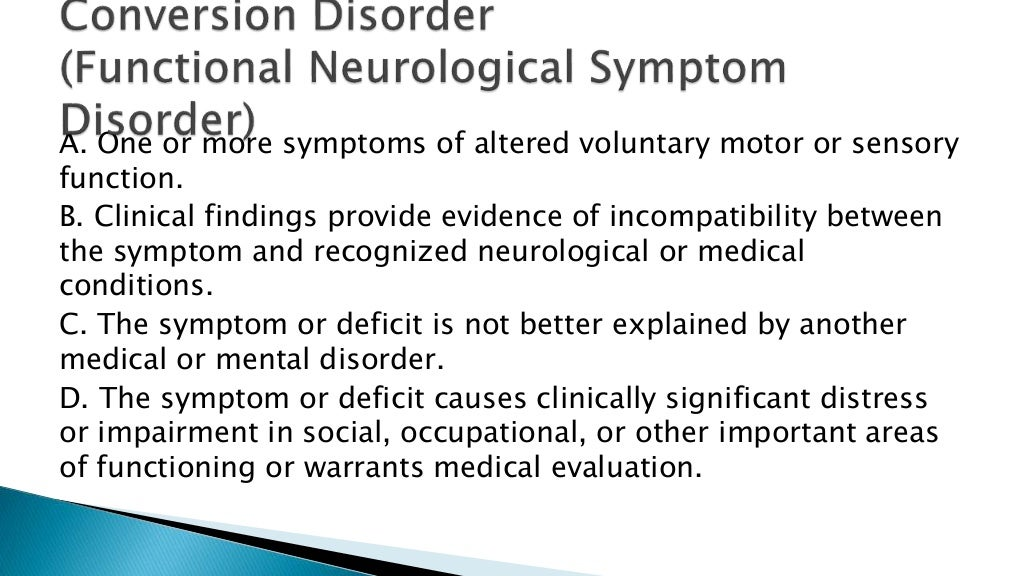 Conversion Disorder
(Functional Neurological Symptom
Disorder)
A. One or more symptoms of altered voluntary motor or sensory
function.
B. Clinical findings provide evidence of incompatibility between
the symptom and recognized neurological or medical
conditions.
C. The symptom or deficit is not better explained by another
medical or mental disorder.
D. The symptom or deficit causes clinically significant distress
or impairment in social, occupational, or other important areas
of functioning or warrants medical evaluation.